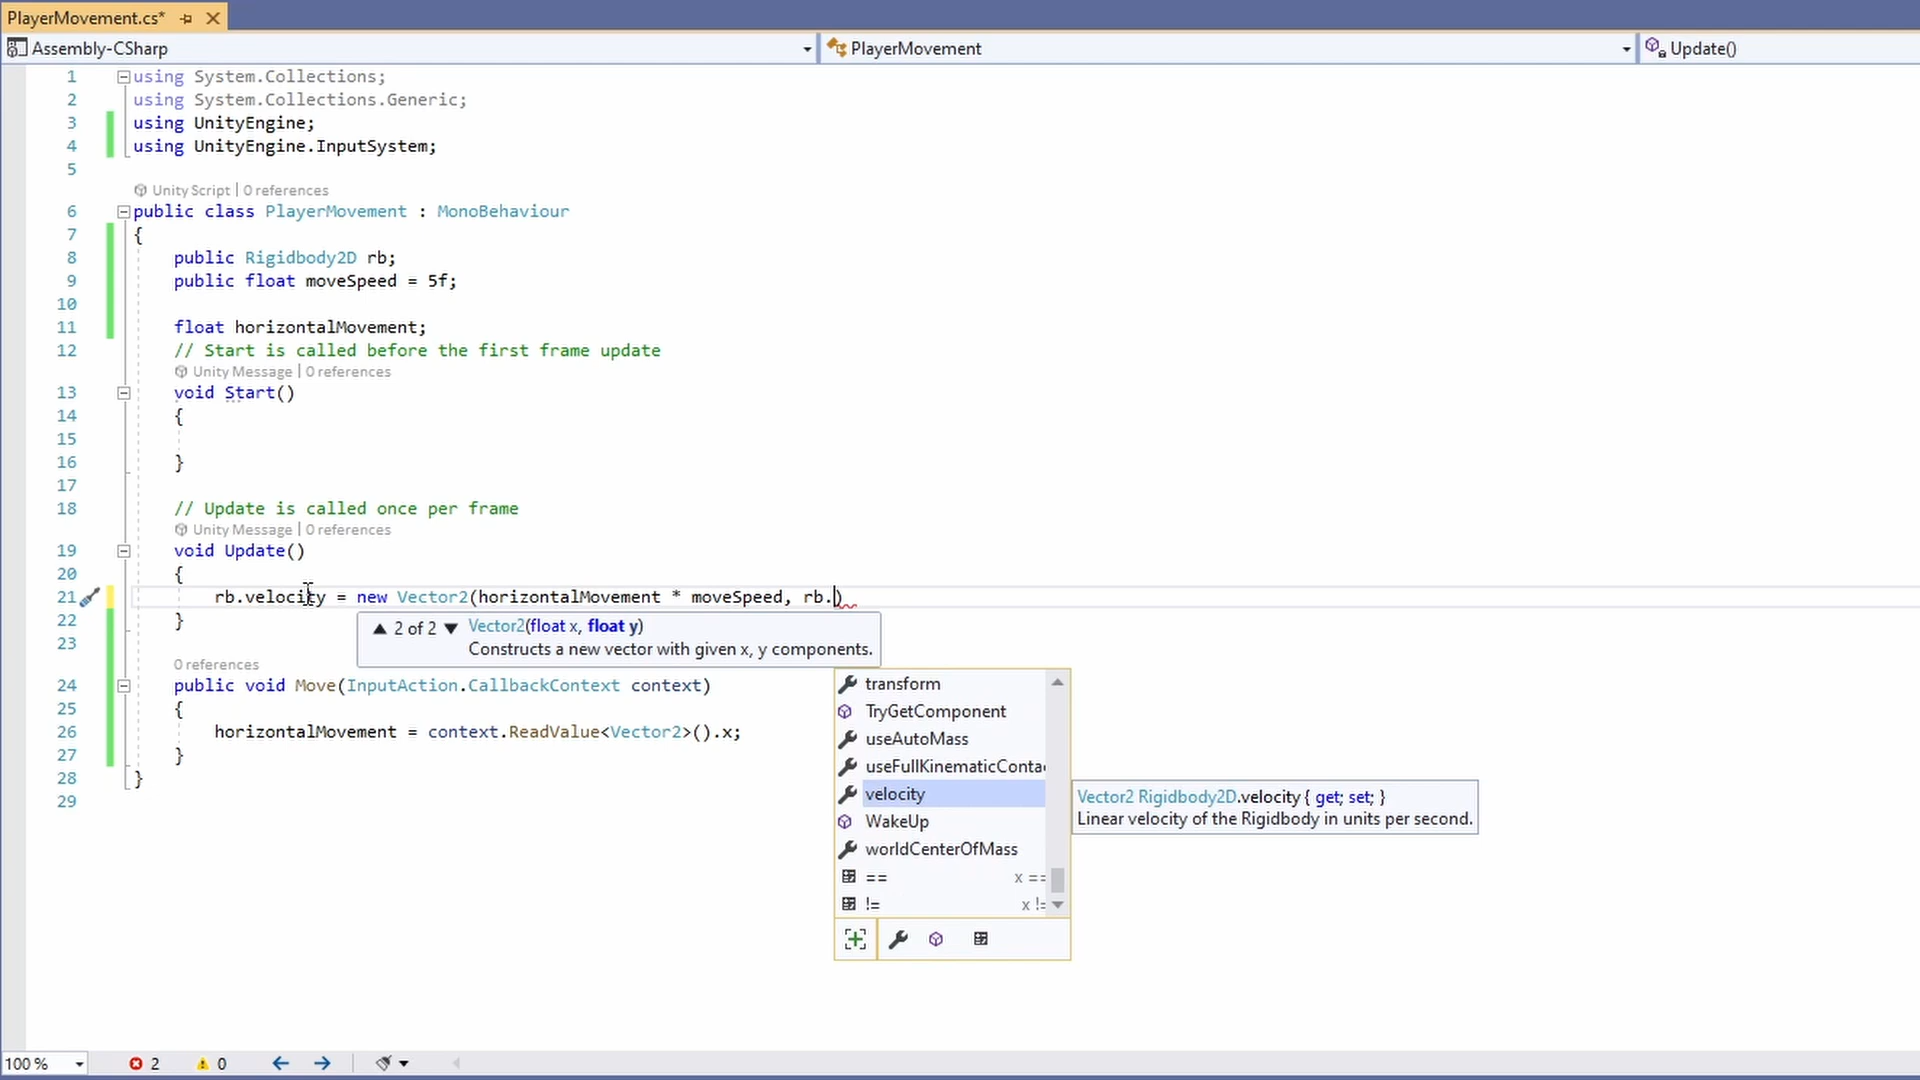 PlayerMovement.cs*
Assembly-CSharp
PlayerMovement
Update()
1 using System.Collections;
2 using System.Collections.Generic;
3 using UnityEngine;
4 using UnityEngine.InputSystem;
5
Unity Script | 0 references
6 public class PlayerMovement : MonoBehaviour
7 {
8 public Rigidbody2D rb;
9 public float moveSpeed = 5f;
10
11 float horizontalMovement;
12 // Start is called before the first frame update
Unity Message | 0 references
13 void Start()
14 {
15
16 }
17
18 // Update is called once per frame
Unity Message | 0 references
19 void Update()
20 {
21 rb.velocity = new Vector2(horizontalMovement * moveSpeed, rb.)
22 }
2 of 2 Vector2(float x, float y)
Constructs a new vector with given x, y components.
23
0 references
24 public void Move(InputAction.CallbackContext context)
25 {
26 horizontalMovement = context.ReadValue<Vector2>().x;
27 }
28 }
29
transform
TryGetComponent
useAutoMass
useFullKinematicConta
velocity
WakeUp
worldCenterOfMass
== x ==
!= x !=
Vector2 Rigidbody2D.velocity { get; set; }
Linear velocity of the Rigidbody in units per second.
100 % 2 0